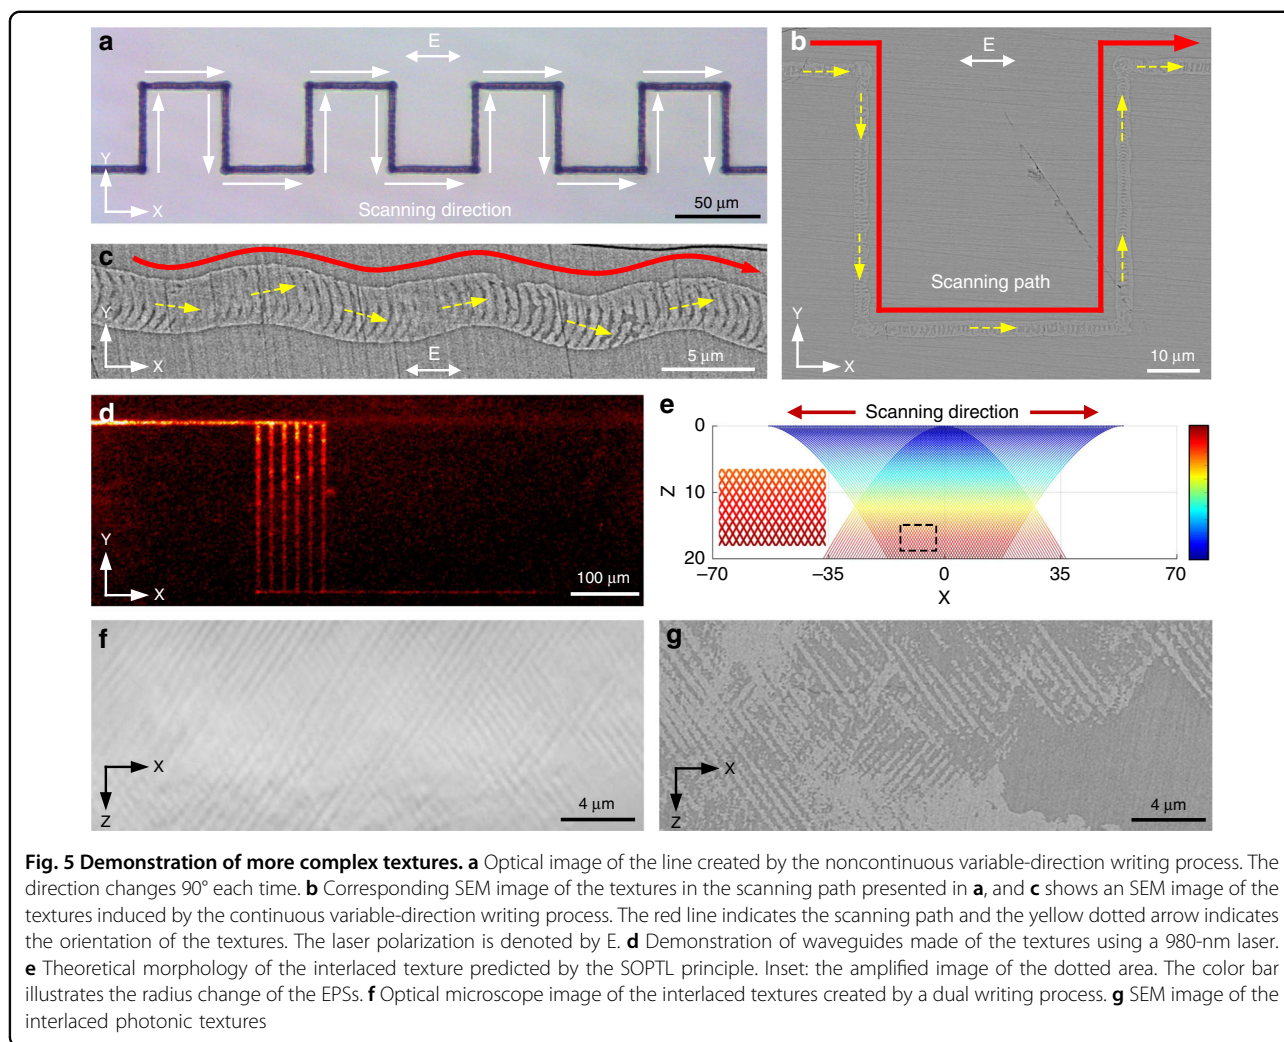 a
E
Y
X
Scanning direction
50 μm
b
E
Scanning path
Y
X
10 μm
c
Y
X
E
5 μm
d
Y
X
100 μm
e
Scanning direction
0
10
20
Z
–70
–35
0
35
70
X
f
X
Z
4 μm
g
X
Z
4 μm
Fig. 5 Demonstration of more complex textures. a Optical image of the line created by the noncontinuous variable-direction writing process. The
direction changes 90° each time. b Corresponding SEM image of the textures in the scanning path presented in a, and c shows an SEM image of the
textures induced by the continuous variable-direction writing process. The red line indicates the scanning path and the yellow dotted arrow indicates
the orientation of the textures. The laser polarization is denoted by E. d Demonstration of waveguides made of the textures using a 980-nm laser.
e Theoretical morphology of the interlaced texture predicted by the SOPTL principle. Inset: the amplified image of the dotted area. The color bar
illustrates the radius change of the EPSs. f Optical microscope image of the interlaced textures created by a dual writing process. g SEM image of the
interlaced photonic textures